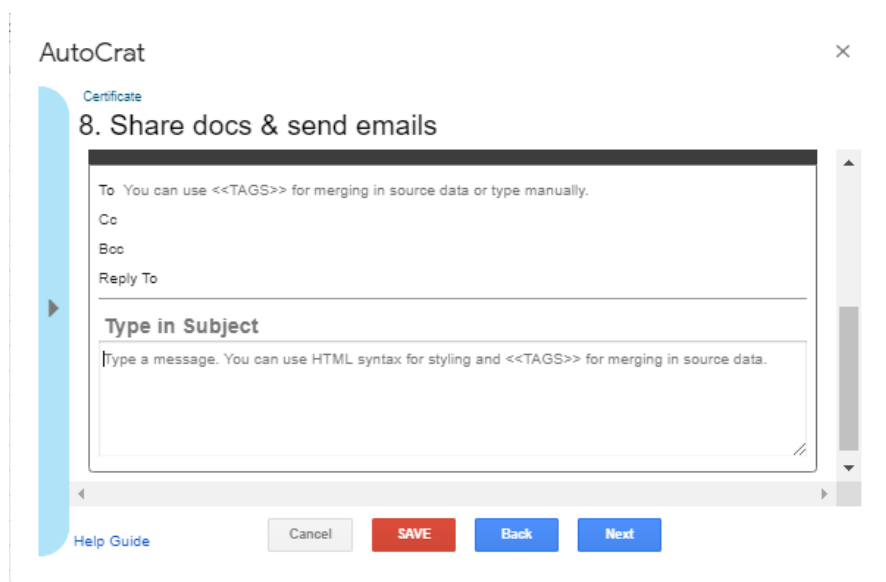 AutoCrat
×
Certificate
8. Share docs & send emails
To You can use <<TAGS>> for merging in source data or type manually.
Cc
Bcc
Reply To
Type in Subject
Type a message. You can use HTML syntax for styling and <<TAGS>> for merging in source data.
Help Guide
Cancel
SAVE
Back
Next